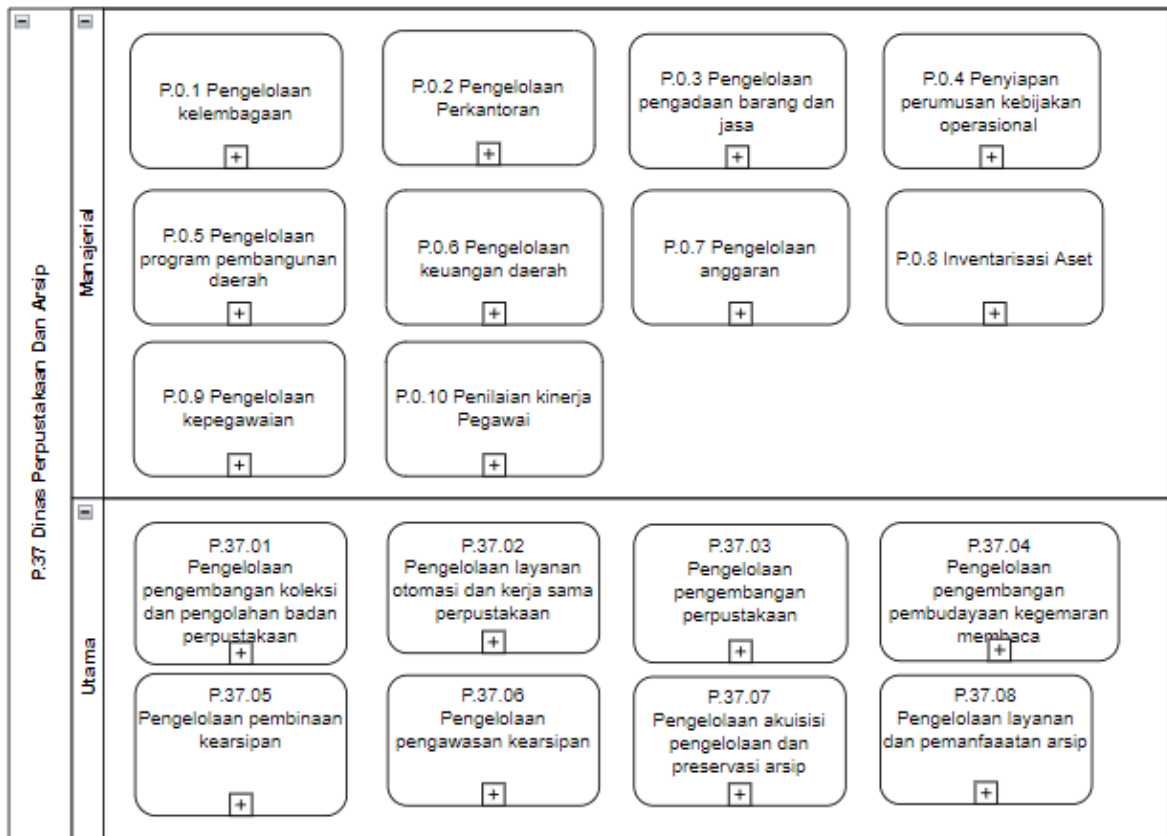 P.37 Dinas Perpustakaan Dan Arsip
Manajerial
P.0.1 Pengelolaan
kelembagaan
P.0.2 Pengelolaan
Perkantoran
P.0.3 Pengelolaan
pengadaan barang dan
jasa
P.0.4 Penyiapan
perumusan kebijakan
operasional
P.0.5 Pengelolaan
program pembangunan
daerah
P.0.6 Pengelolaan
keuangan daerah
P.0.7 Pengelolaan
anggaran
P.0.8 Inventarisasi Aset
P.0.9 Pengelolaan
kepegawaian
P.0.10 Penilaian kinerja
Pegawai
Utama
P.37.01
Pengelolaan
pengembangan koleksi
dan pengolahan badan
perpustakaan
P.37.02
Pengelolaan layanan
otomasi dan kerja sama
perpustakaan
P.37.03
Pengelolaan
pengembangan
perpustakaan
P.37.04
Pengelolaan
pengembangan
pembudayaan kegemaran
membaca
P.37.05
Pengelolaan pembinaan
kearsipan
P.37.06
Pengelolaan
pengawasan kearsipan
P.37.07
Pengelolaan akuisisi
pengelolaan dan
preservasi arsip
P.37.08
Pengelolaan layanan
dan pemanfaaatan arsip